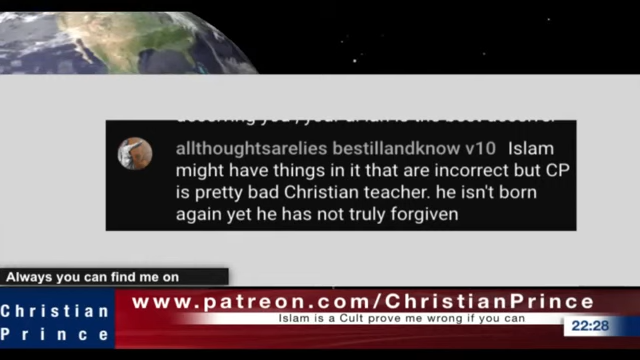 allthoughtsarelies bestillandknow v10 Islam
might have things in it that are incorrect but CP
is pretty bad Christian teacher. he isn't born
again yet he has not truly forgiven
Always you can find me on
Christian
Prince
www.patreon.com/ChristianPrince
Islam is a Cult prove me wrong if you can
22:28